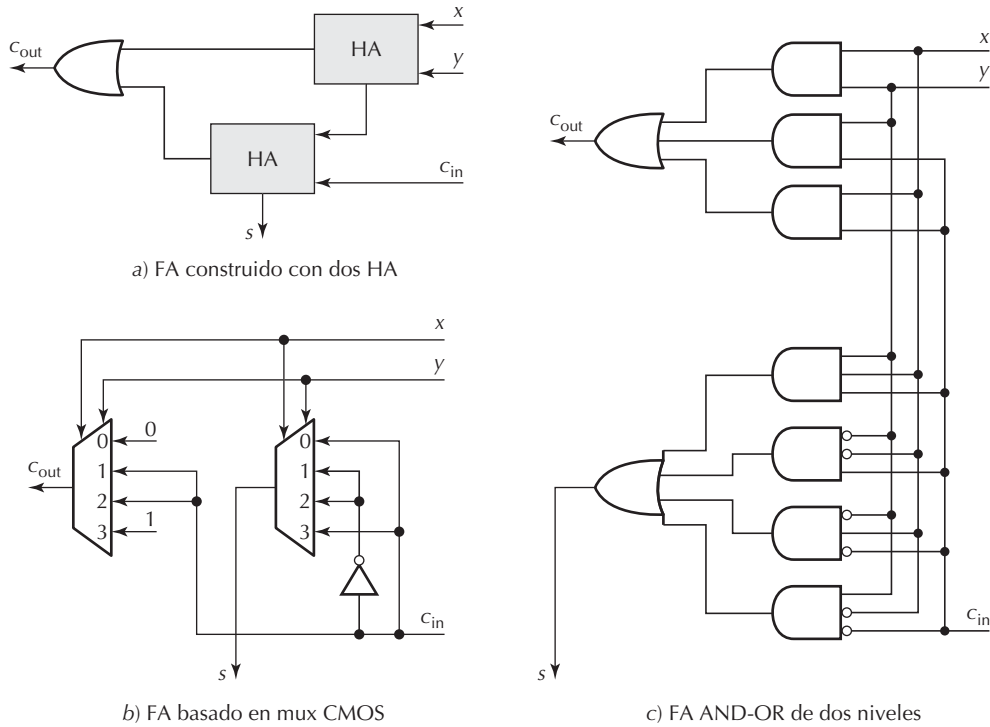 x
HA
c_out
y
HA
c_in
s
a) FA construido con dos HA
x
y
0
0
1
2
3
1
c_out
0
1
2
3
c_in
s
b) FA basado en mux CMOS
x
y
c_out
c_in
s
c) FA AND-OR de dos niveles